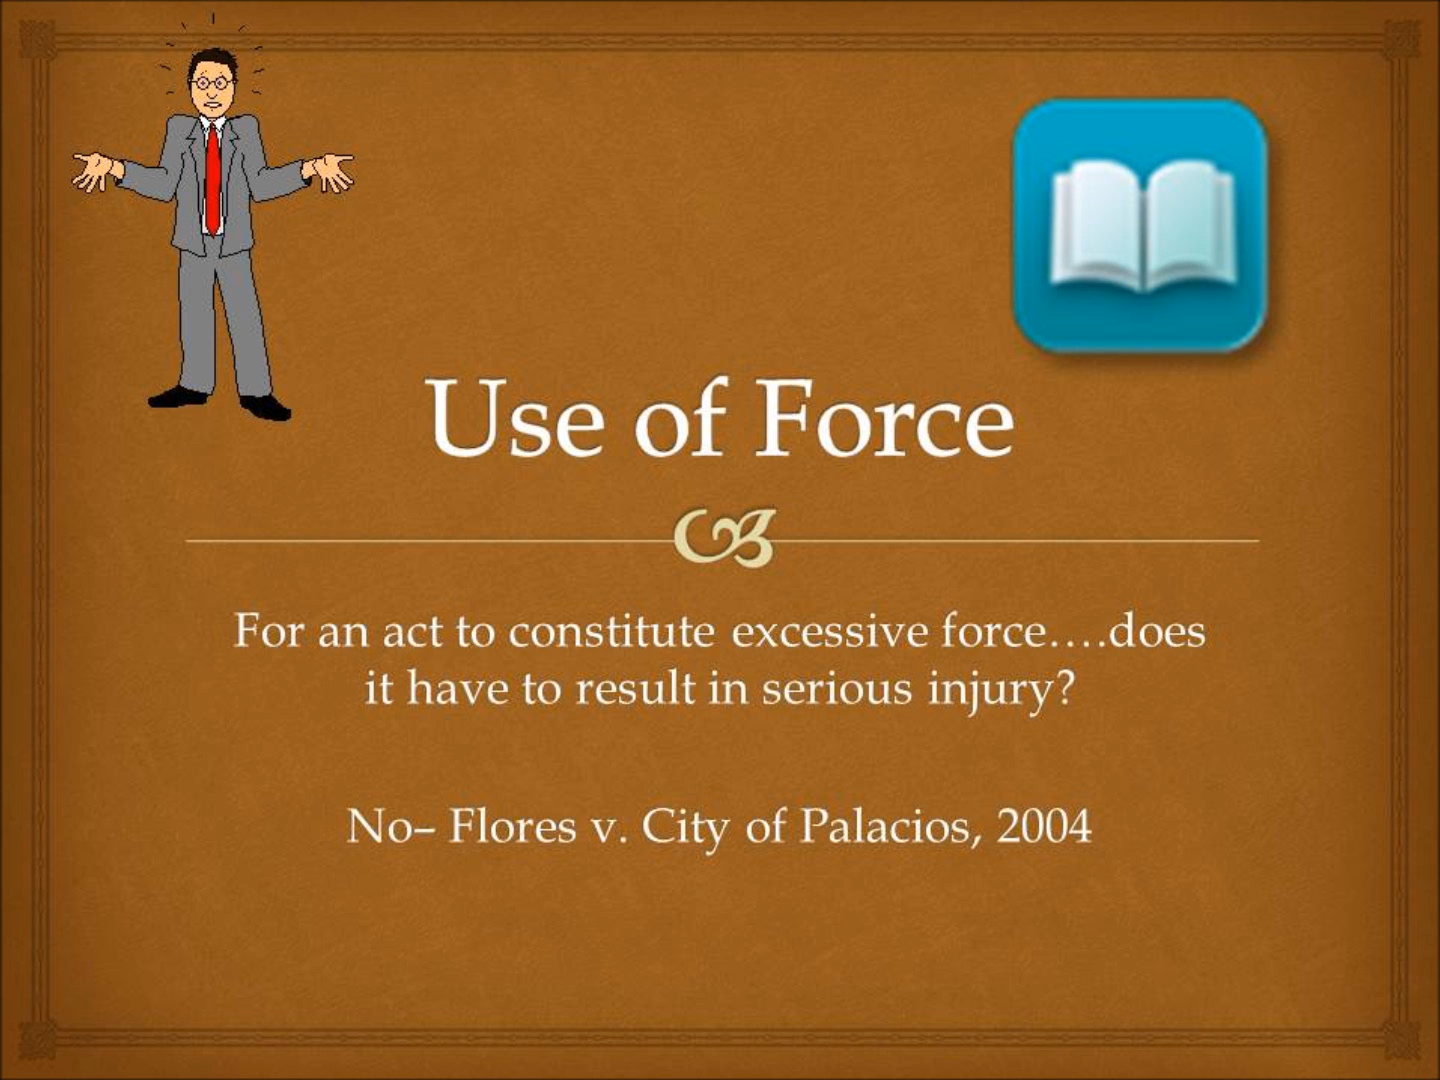 Use of Force
For an act to constitute excessive force….does
it have to result in serious injury?
No– Flores v. City of Palacios, 2004